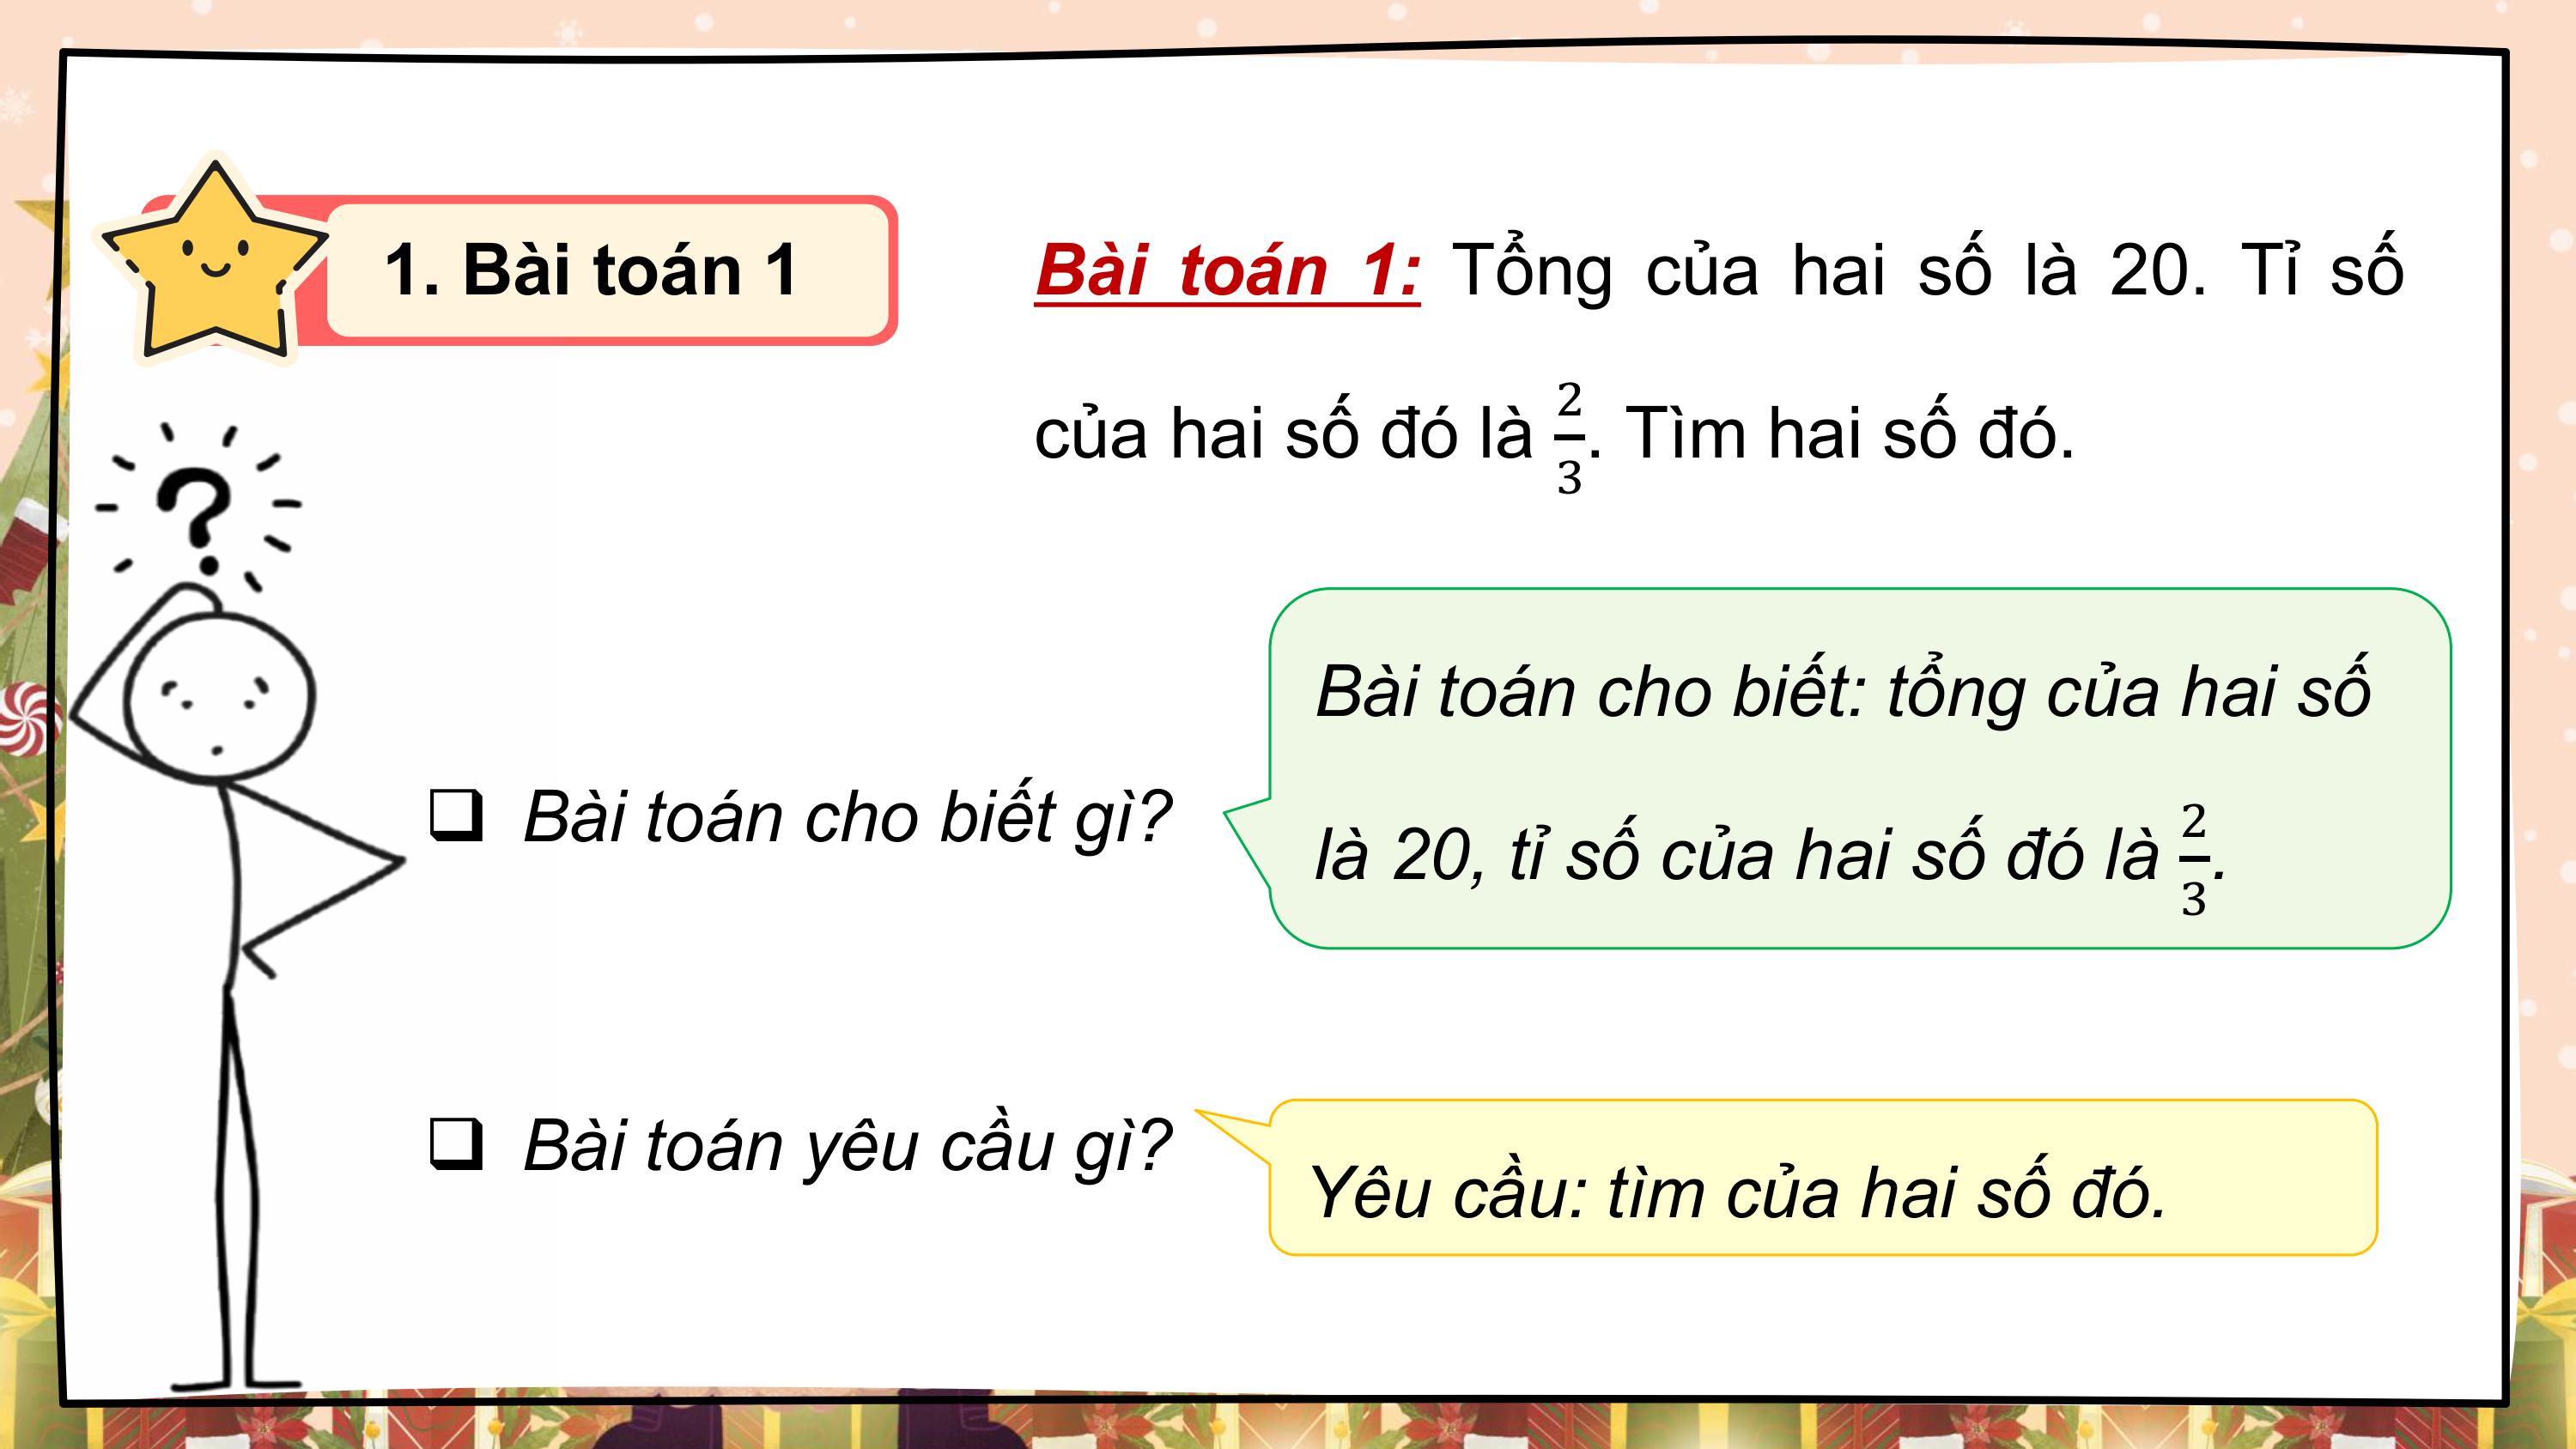 1. Bài toán 1
Bài toán 1: Tổng của hai số là 20. Tỉ số
của hai số đó là 2/3. Tìm hai số đó.
?
Bài toán cho biết: tổng của hai số
là 20, tỉ số của hai số đó là 2/3.
❑ Bài toán cho biết gì?
❑ Bài toán yêu cầu gì?
Yêu cầu: tìm của hai số đó.